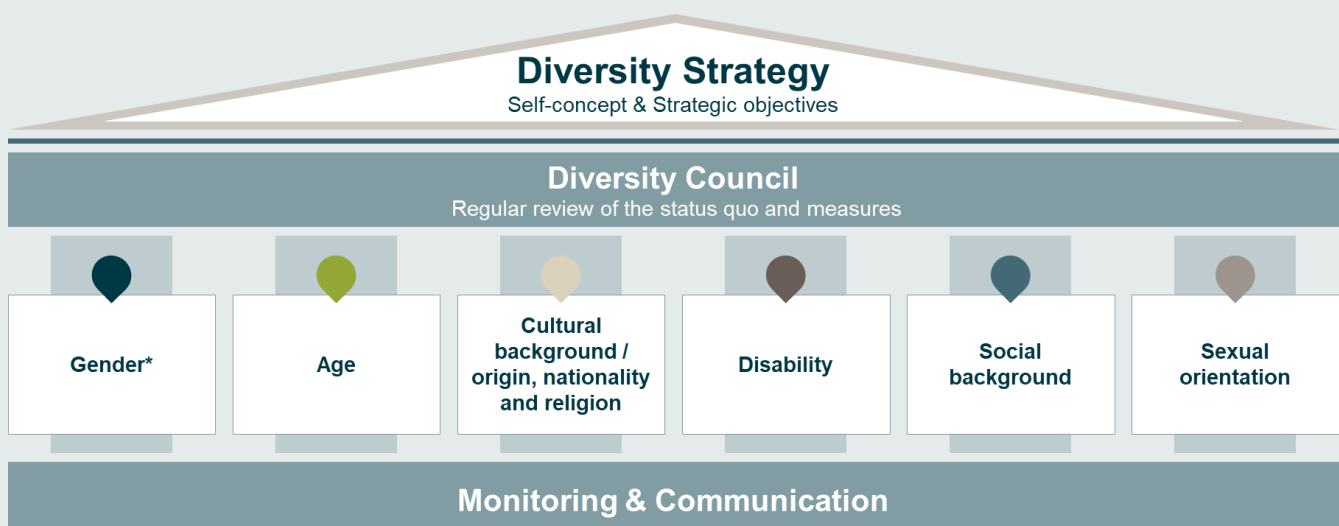 Diversity Strategy
Self-concept & Strategic objectives
Diversity Council
Regular review of the status quo and measures
Gender*
Age
Cultural
background /
origin, nationality
and religion
Disability
Social
background
Sexual
orientation
Monitoring & Communication